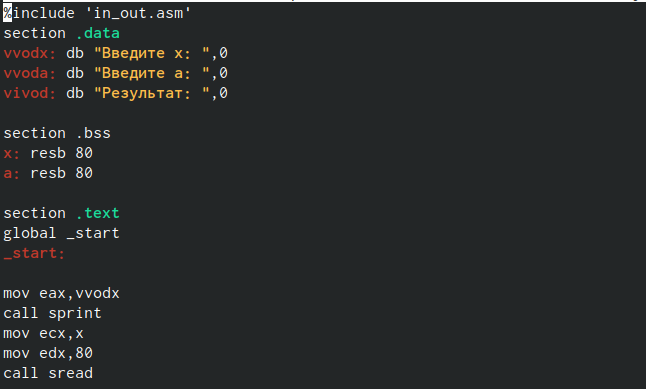 %include 'in_out.asm'
section .data
vvodx: db "Введите x: ",0
vvoda: db "Введите а: ",0
vivod: db "Результат: ",0
section .bss
x: resb 80
a: resb 80
section .text
global _start
_start:
mov eax,vvodx
call sprint
mov ecx,x
mov edx,80
call sread